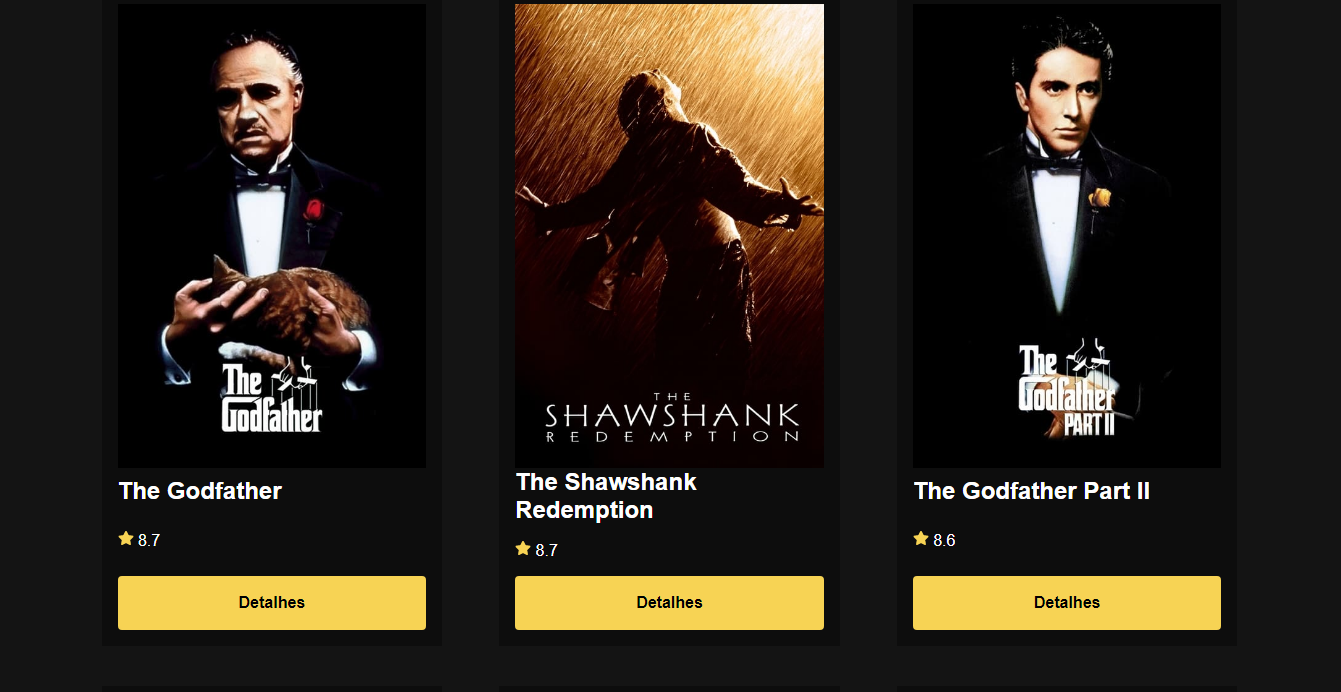 The
Godfather
THE
SHAWSHANK
REDEMPTION
The
Godfather
PART II
The Godfather
8.7
Detalhes
The Shawshank
Redemption
8.7
Detalhes
The Godfather Part II
8.6
Detalhes